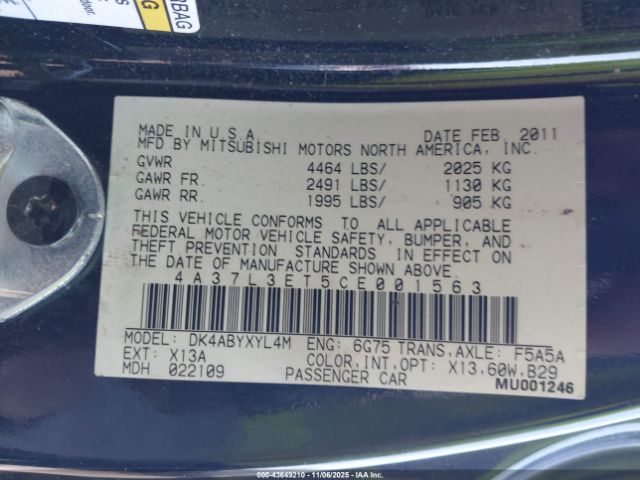 RBAG
MADE IN U.S.A DATE FEB. 2011
MFD BY MITSUBISHI MOTORS NORTH AMERICA, INC.
GVWR 4464 LBS/ 2025 KG
GAWR FR. 2491 LBS/ 1130 KG
GAWR RR. 1995 LBS/ 905 KG
THIS VEHICLE CONFORMS TO ALL APPLICABLE
FEDERAL MOTOR VEHICLE SAFETY, BUMPER, AND
THEFT PREVENTION STANDARDS IN EFFECT ON
THE DATE OF MANUFACTURE SHOWN ABOVE.
4A37L3ET5CE001563
MODEL: DK4ABYXYL4M ENG: 6G75 TRANS,AXLE: F5A5A
EXT: X13A COLOR,INT,OPT: X13,60W,B29
MDH 022109 PASSENGER CAR
MU001246
000-43649210 - 11/06/2025 - IAAI.COM